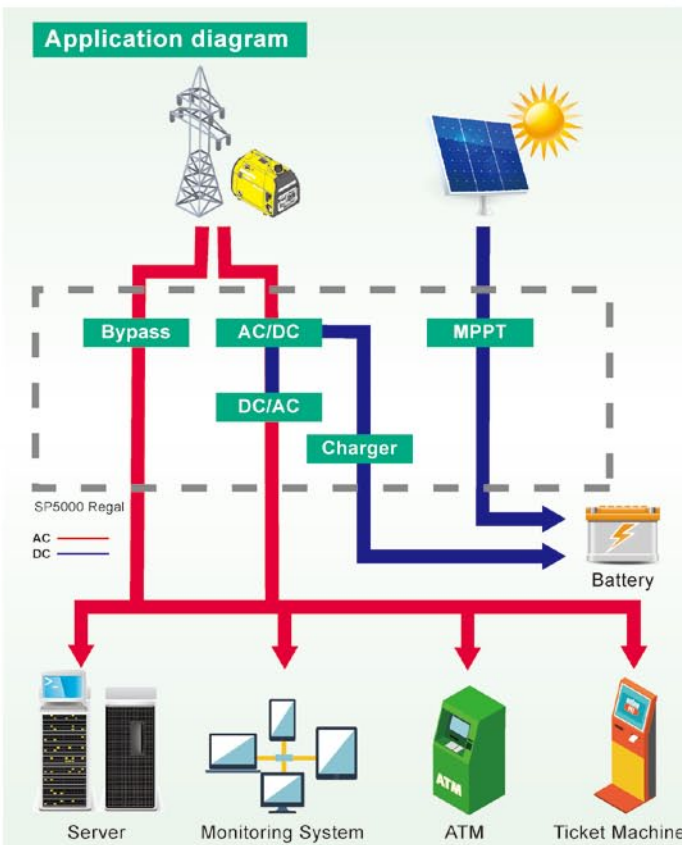 Application diagram
Bypass
AC/DC
MPPT
DC/AC
Charger
SP5000 Regal
AC
DC
Battery
ATM
Server
Monitoring System
ATM
Ticket Machine